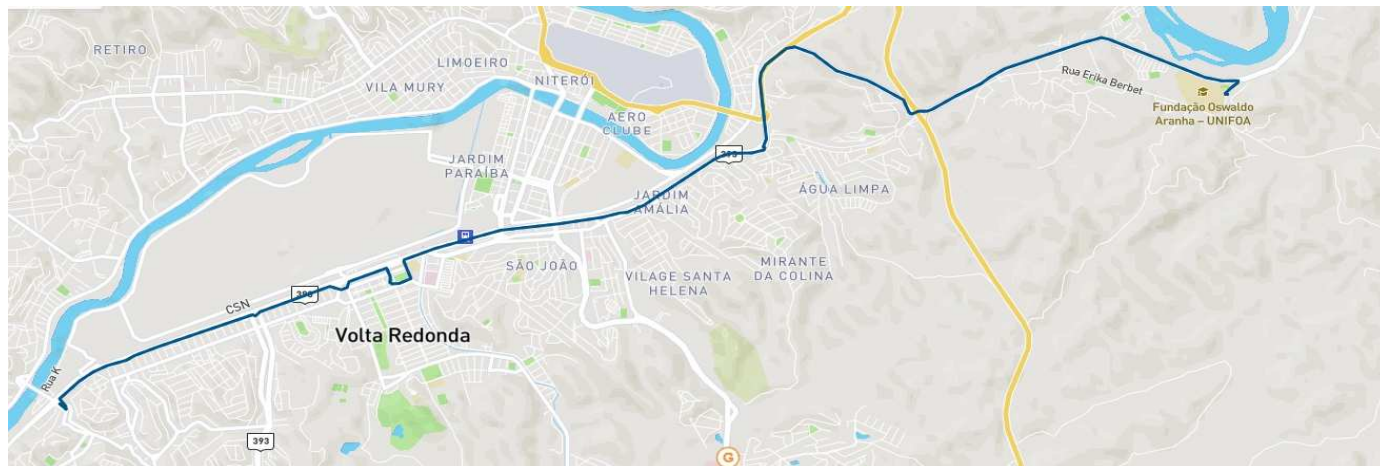 RETIRO
LIMOEIRO
VILA MURY
NITERÓI
AERO
CLUBE
JARDIM
PARAÍBA
393
JARDIM
AMÁLIA
ÁGUA LIMPA
Rua Erika Berbet
Fundação Oswaldo
Aranha – UNIFOA
SÃO JOÃO
VILAGE SANTA
HELENA
MIRANTE
DA COLINA
CSN
393
Volta Redonda
Rua K
393
G